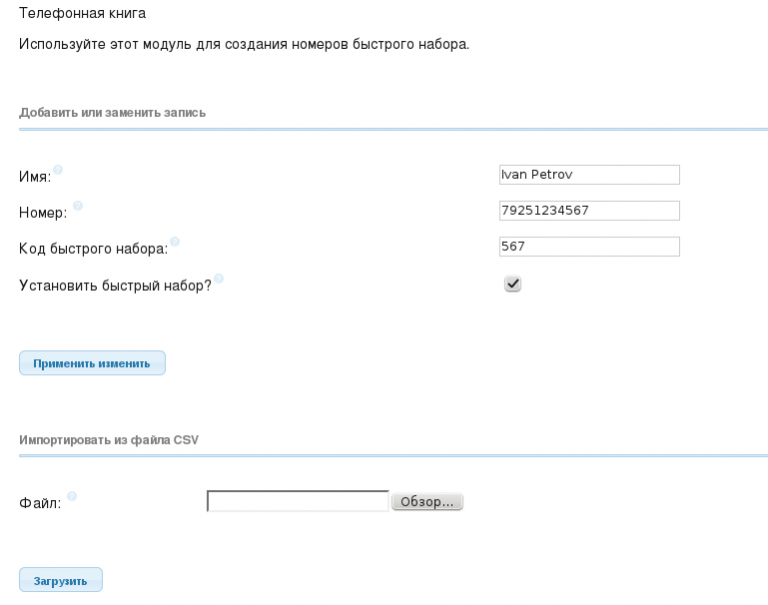 Телефонная книга
Используйте этот модуль для создания номеров быстрого набора.
Добавить или заменить запись
Имя: ?
Ivan Petrov
Номер: ?
79251234567
Код быстрого набора: ?
567
Установить быстрый набор? ?
Применить изменить
Импортировать из файла CSV
Файл: ?
Обзор...
Загрузить